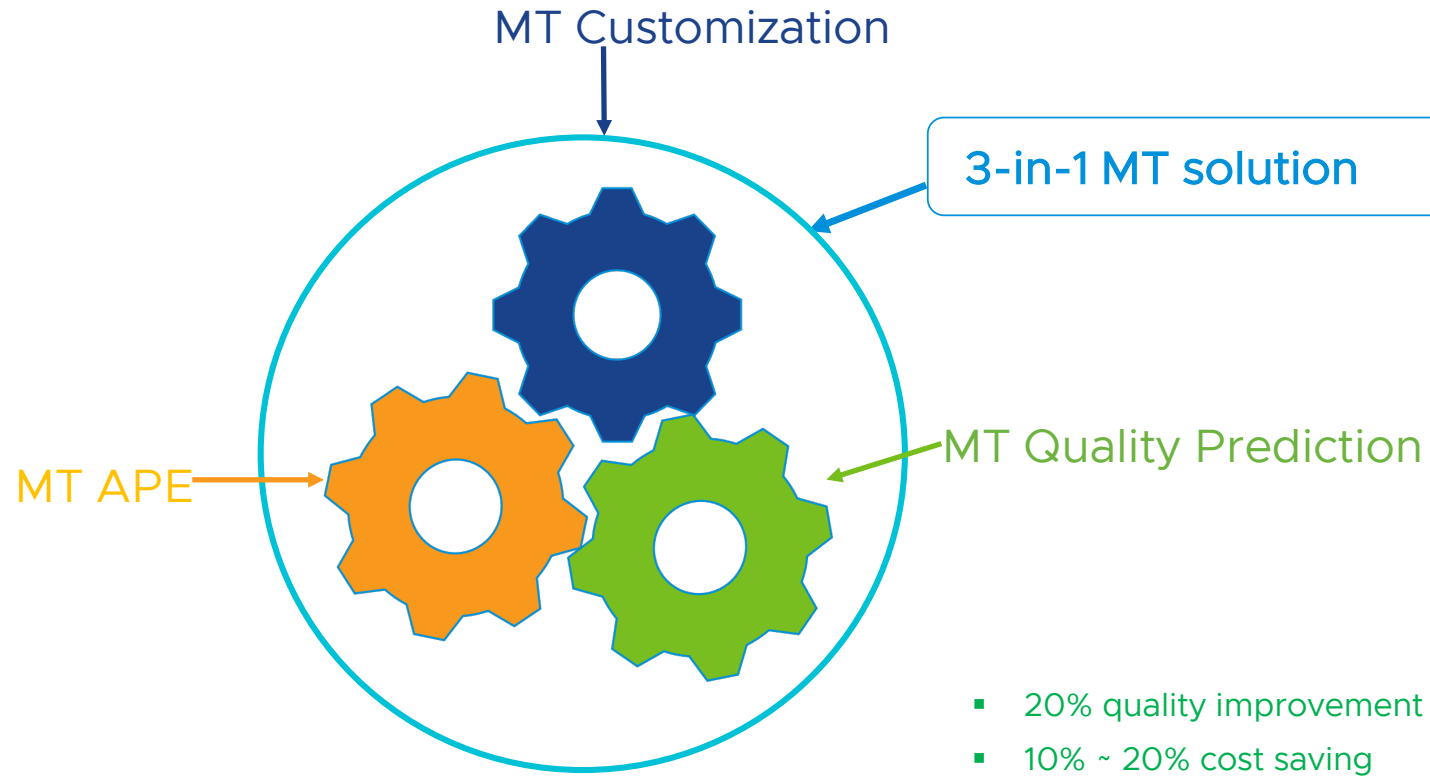 MT Customization
3-in-1 MT solution
MT Quality Prediction
MT APE
▪ 20% quality improvement
▪ 10% ~ 20% cost saving